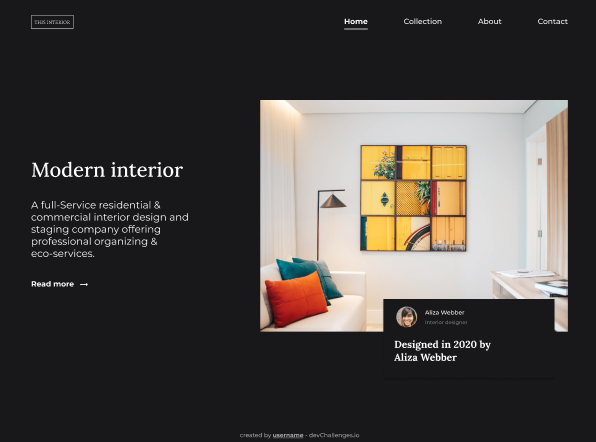 THIS INTERIOR
Home
Collection
About
Contact
Modern interior
A full-Service residential &
commercial interior design and
staging company offering
professional organizing &
eco-services.
Read more →
Aliza Webber
interior designer
Designed in 2020 by
Aliza Webber
created by username - devChallenges.io